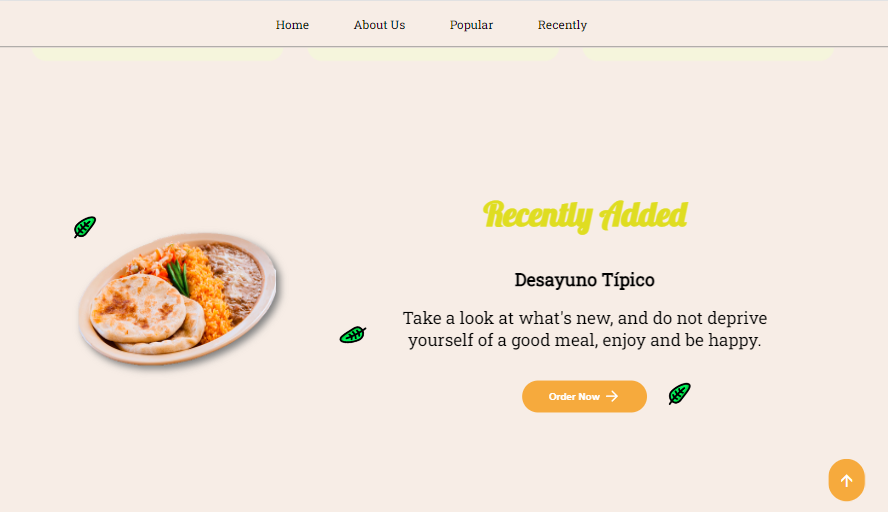 Home About Us Popular Recently
Recently Added
Desayuno Típico
Take a look at what's new, and do not deprive
yourself of a good meal, enjoy and be happy.
Order Now